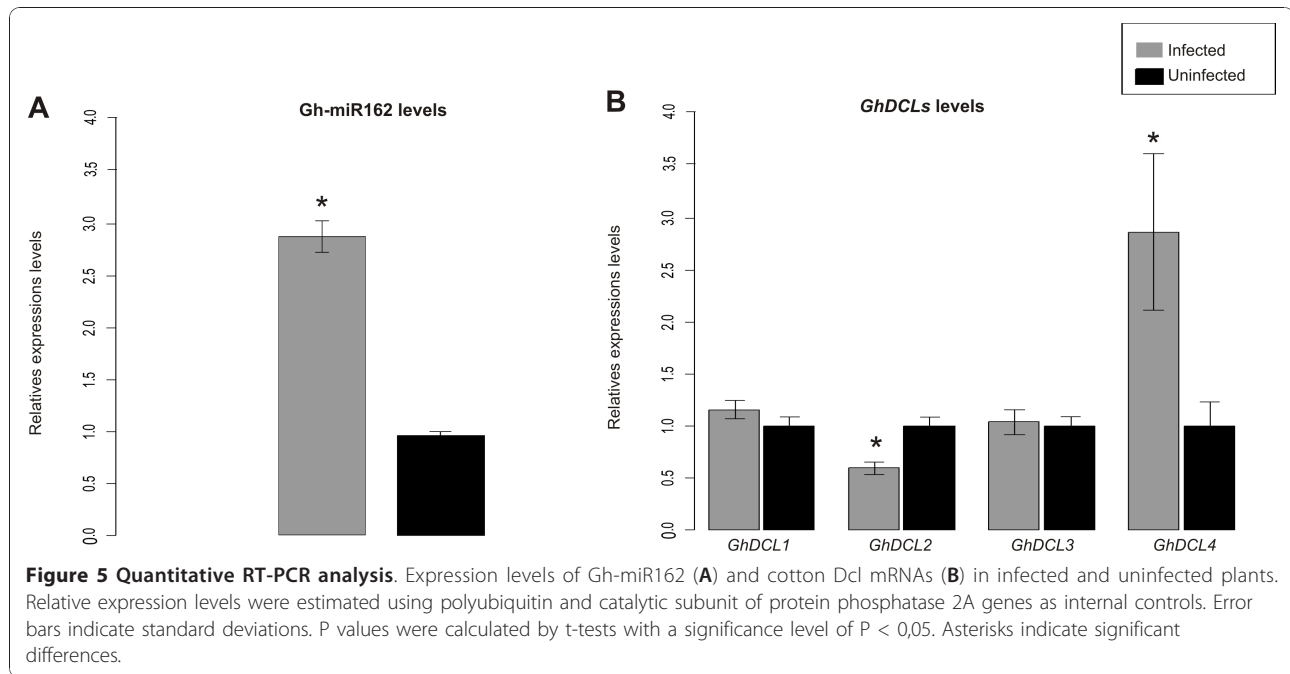 Infected
Uninfected
A
Gh-miR162 levels
Relatives expressions levels
4.0
3.5
3.0
2.5
2.0
1.5
1.0
0.5
0.0
*
B
GhDCLs levels
Relatives expressions levels
4.0
3.5
3.0
2.5
2.0
1.5
1.0
0.5
0.0
*
*
GhDCL1 GhDCL2 GhDCL3 GhDCL4
Figure 5 Quantitative RT-PCR analysis. Expression levels of Gh-miR162 (A) and cotton Dcl mRNAs (B) in infected and uninfected plants.
Relative expression levels were estimated using polyubiquitin and catalytic subunit of protein phosphatase 2A genes as internal controls. Error
bars indicate standard deviations. P values were calculated by t-tests with a significance level of P < 0,05. Asterisks indicate significant
differences.